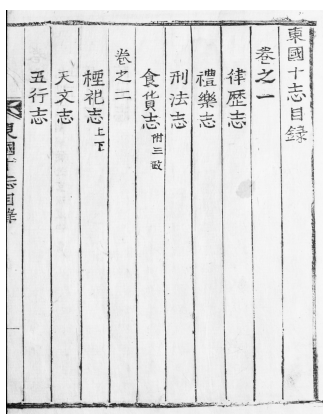 東國十志目錄
卷之一
律歷志
禮樂志
刑法志
食貨志附三政
卷之二
禋祀志上下
天文志
五行志
東國十志目錄